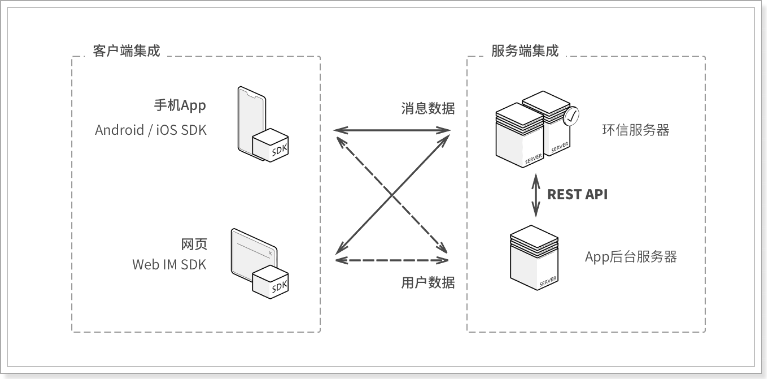 客户端集成
服务端集成
手机App
Android / iOS SDK
SDK
消息数据
SERVER
SERVER
环信服务器
REST API
网页
Web IM SDK
SDK
用户数据
SERVER
App后台服务器